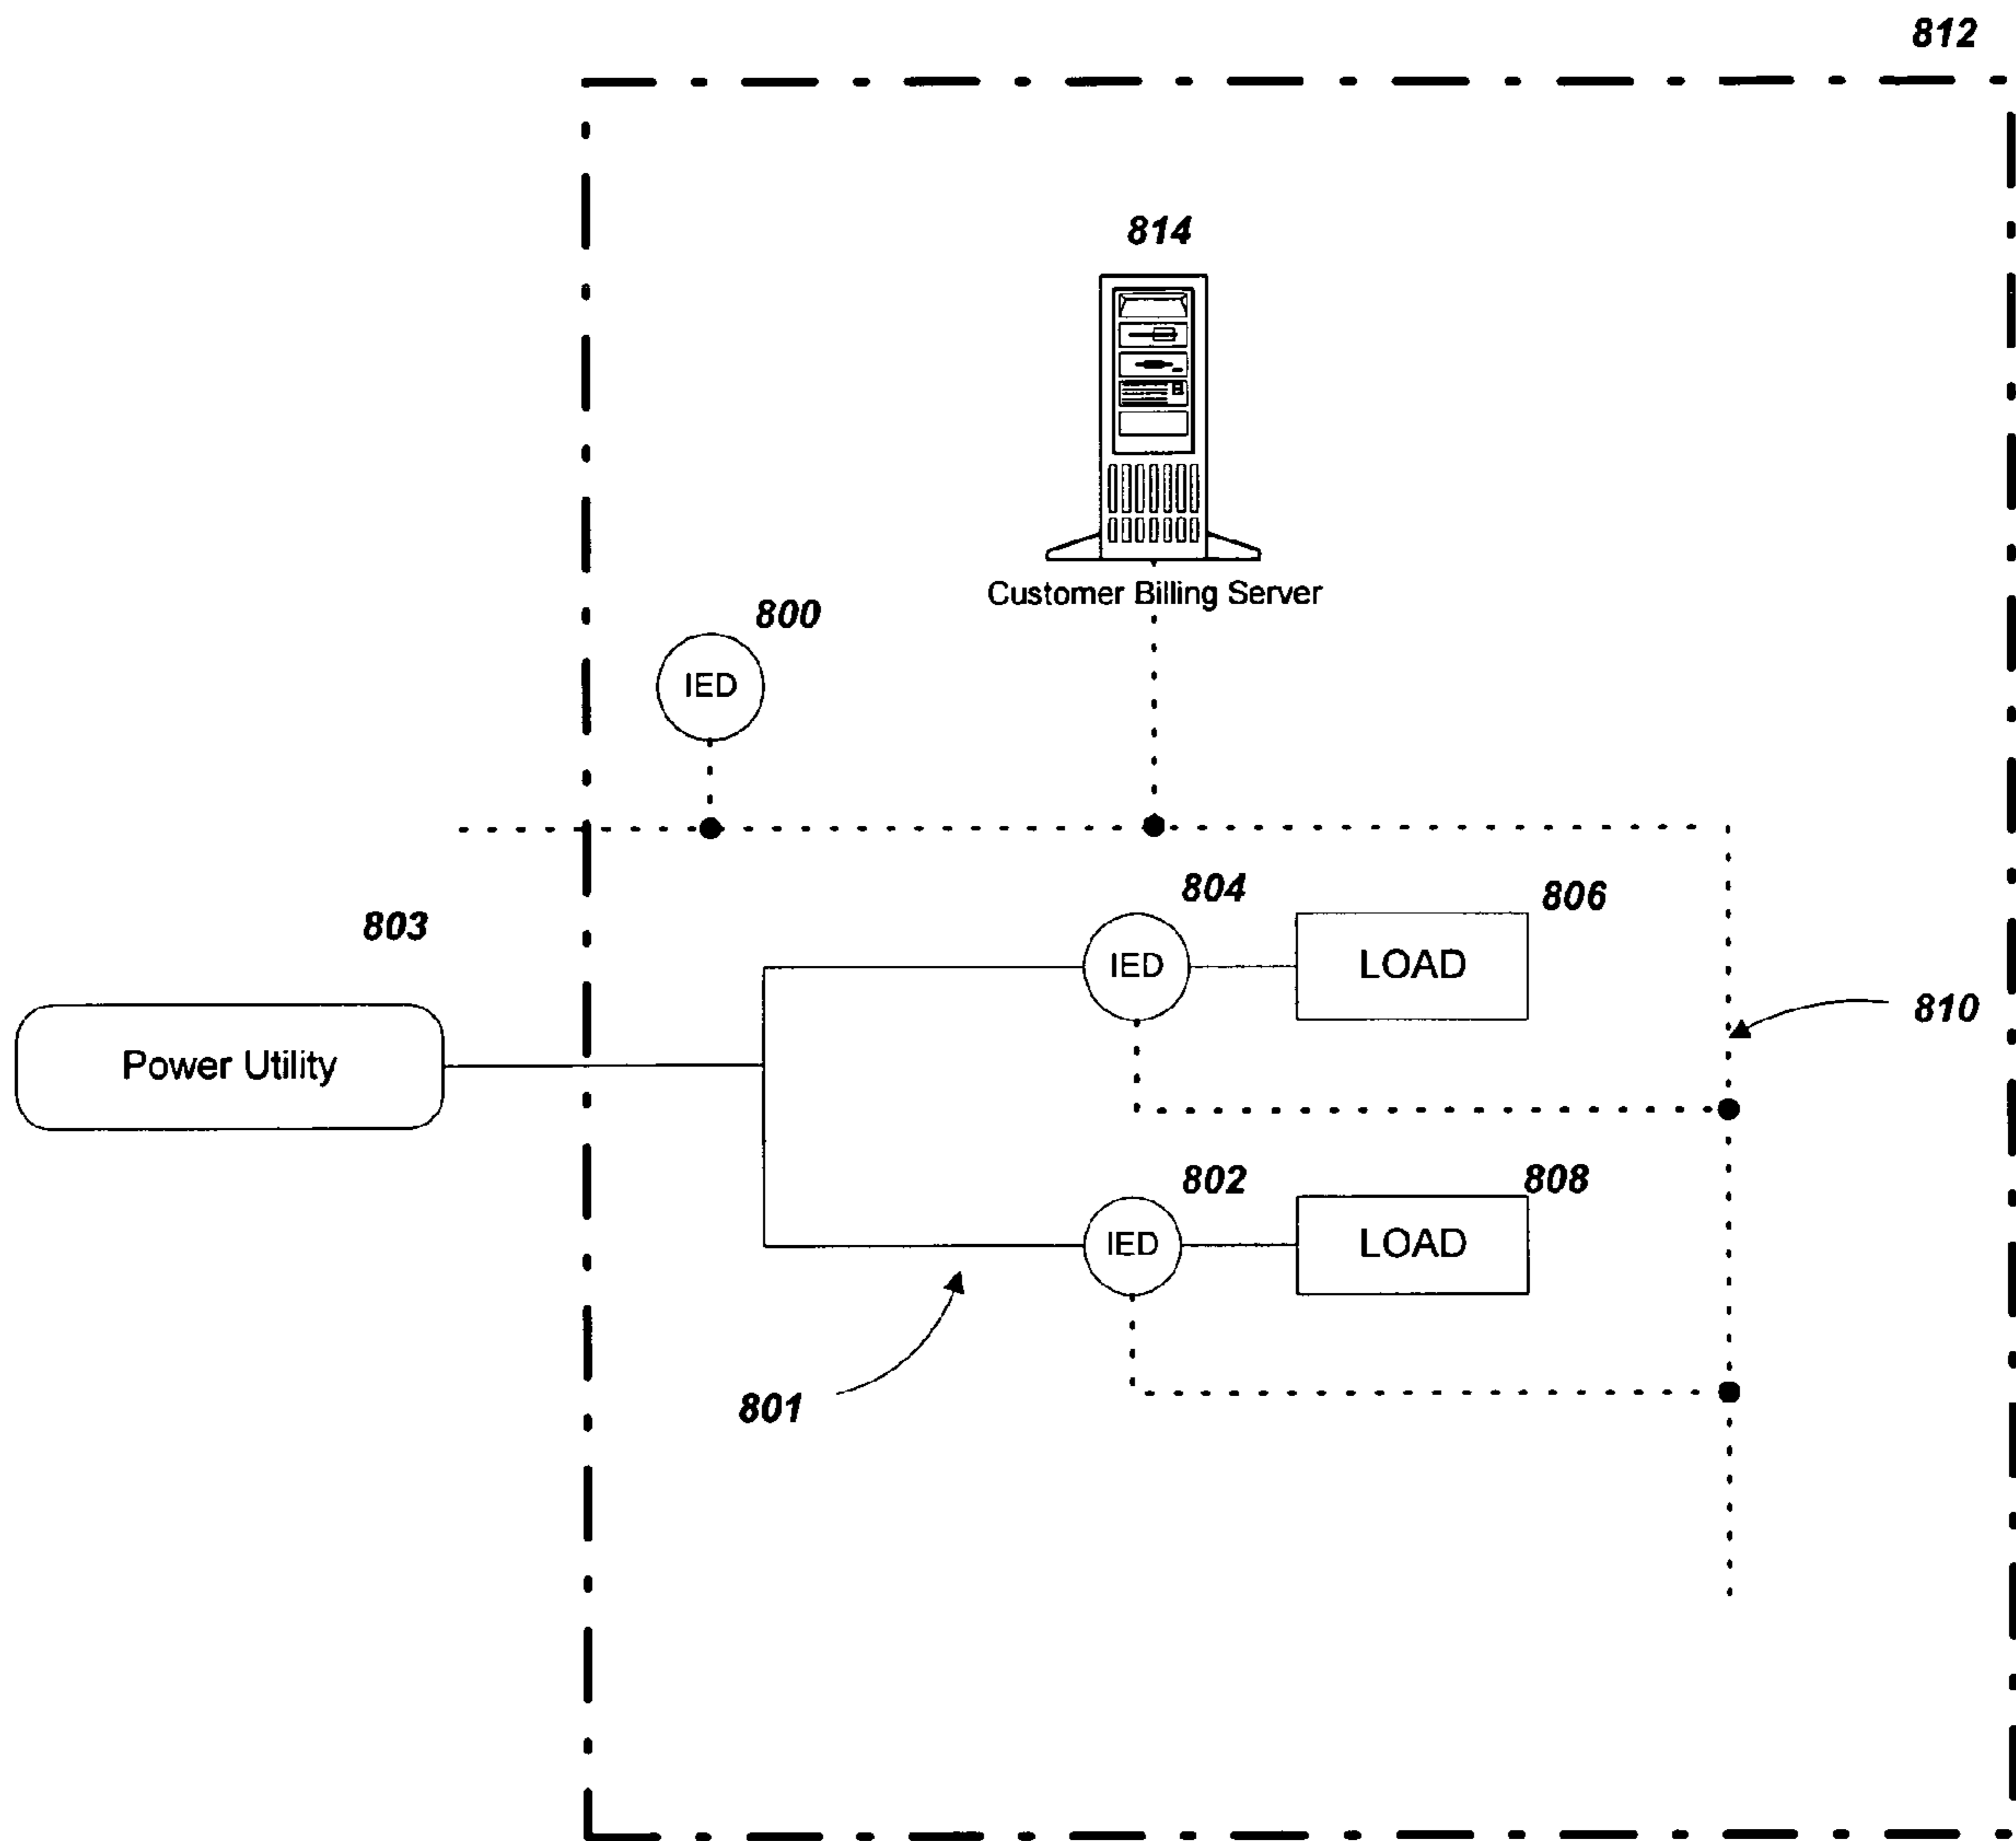 812
814
Customer Billing Server
800
IED
804
806
803
IED
LOAD
810
Power Utility
802
808
IED
LOAD
801